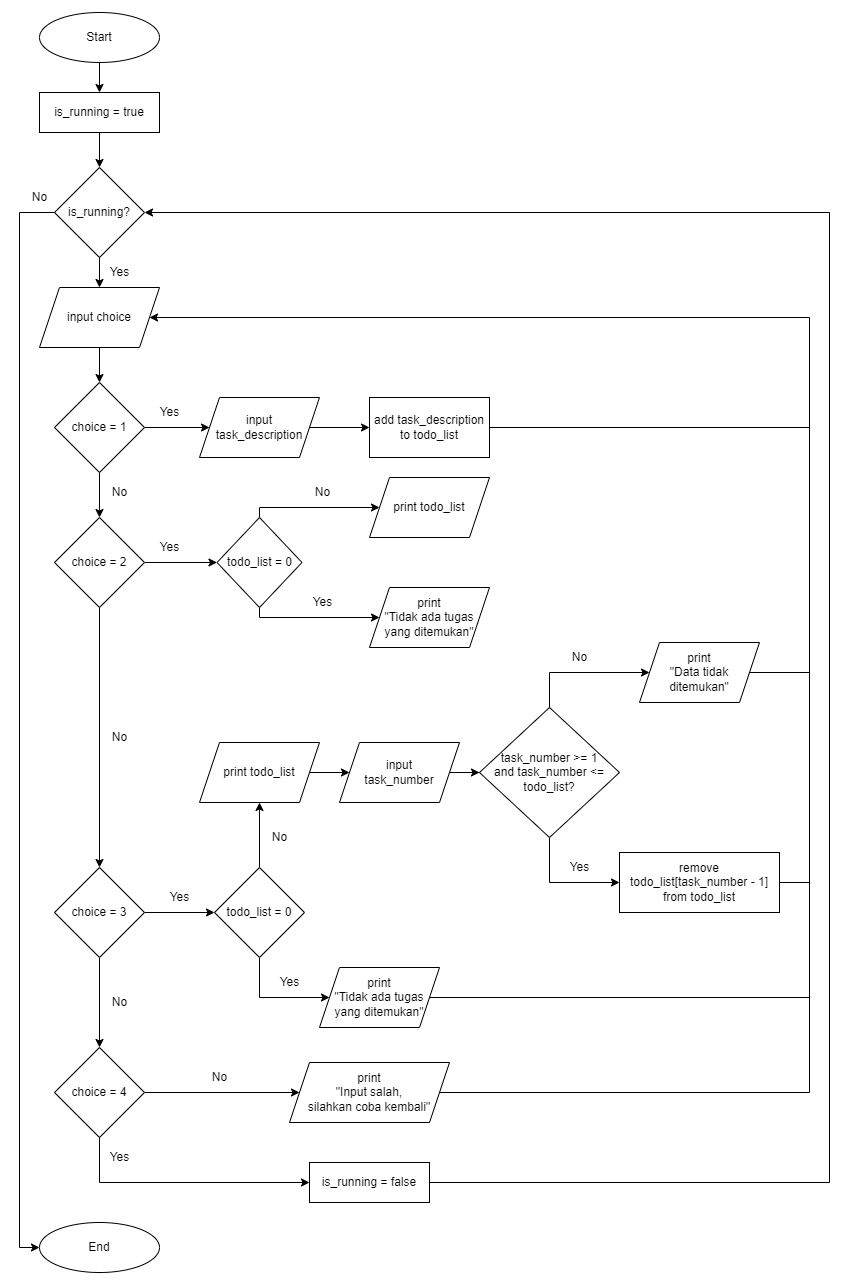 Start
is_running = true
No
is_running?
Yes
input choice
choice = 1
Yes
input
task_description
add task_description
to todo_list
No
No
print todo_list
choice = 2
Yes
todo_list = 0
Yes
print
"Tidak ada tugas
yang ditemukan"
No
print
"Data tidak
ditemukan"
No
print todo_list
input
task_number
task_number >= 1
and task_number <=
todo_list?
No
Yes
remove
todo_list[task_number - 1]
from todo_list
choice = 3
Yes
todo_list = 0
Yes
print
"Tidak ada tugas
yang ditemukan"
No
choice = 4
No
print
"Input salah,
silahkan coba kembali"
Yes
is_running = false
End